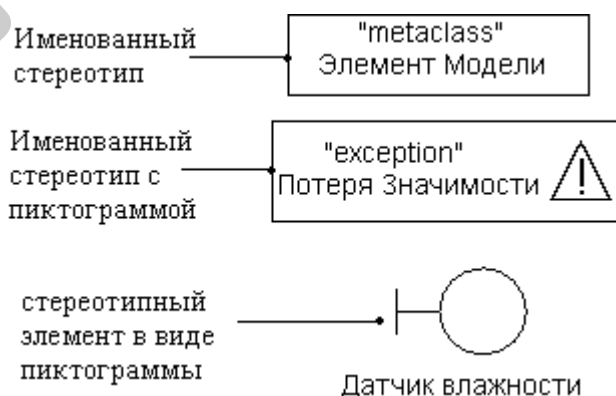 Именованный
стереотип
"metaclass"
Элемент Модели
Именованный
стереотип с
пиктограммой
"exception"
Потеря Значимости
!
стереотипный
элемент в виде
пиктограммы
Датчик влажности